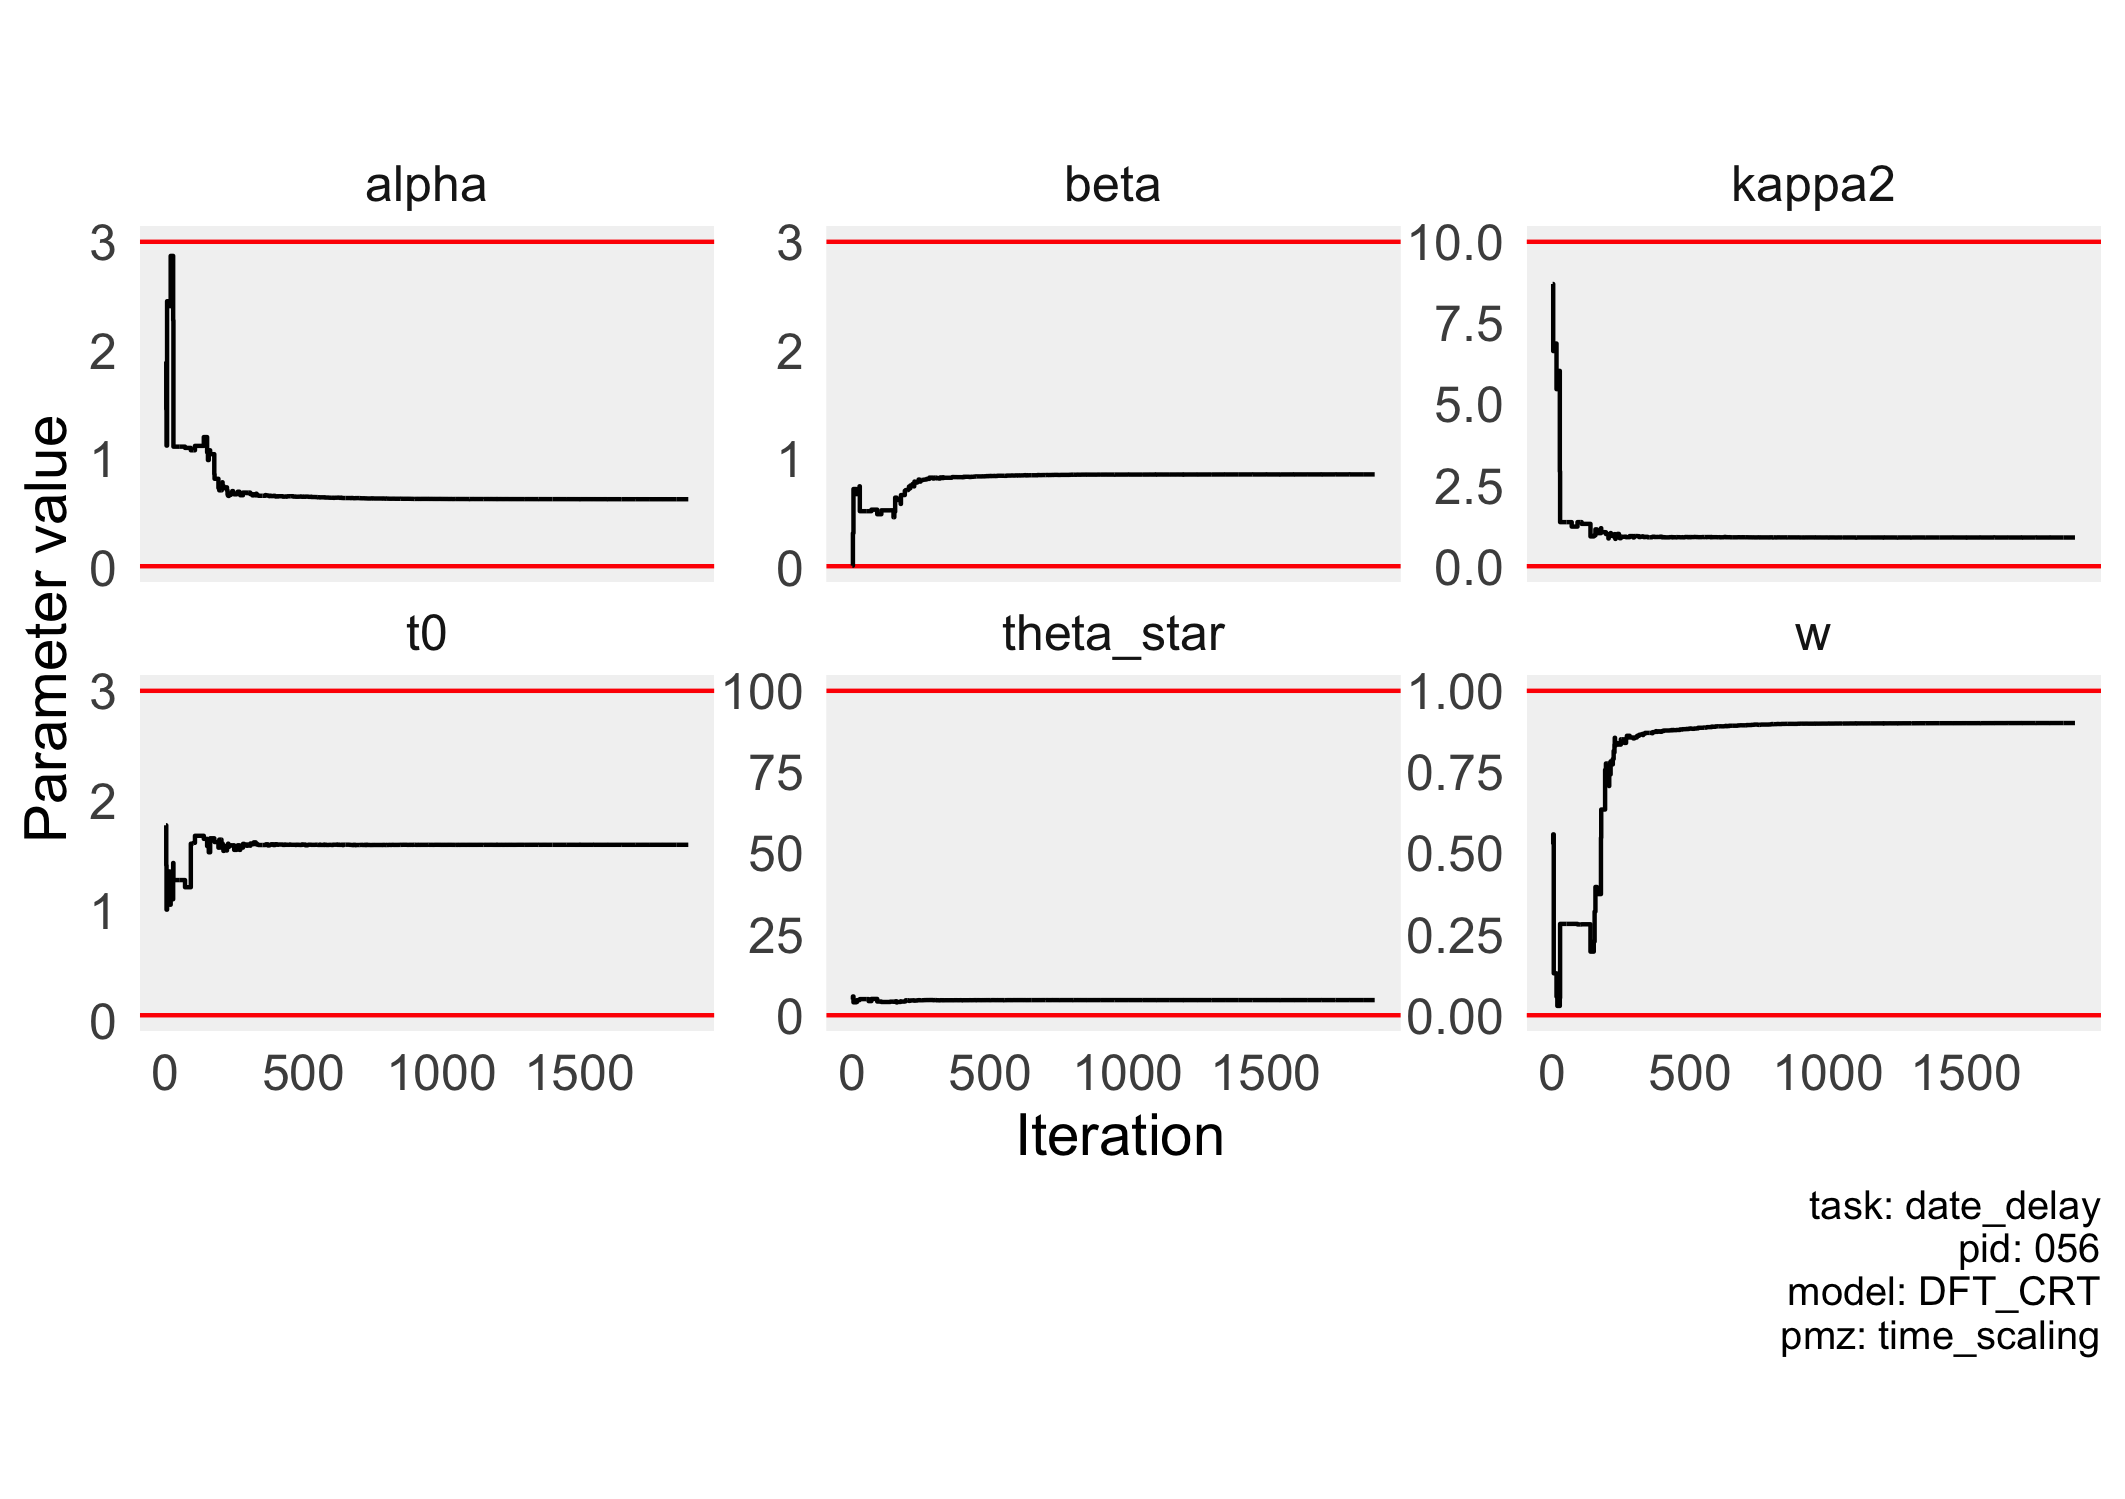 alpha
beta
kappa2
3
2
1
0
3
2
1
0
10.0
7.5
5.0
2.5
0.0
Parameter value
t0
theta_star
w
3
2
1
0
100
75
50
25
0
1.00
0.75
0.50
0.25
0.00
0 500 1000 1500
0 500 1000 1500
0 500 1000 1500
Iteration
task: date_delay
pid: 056
model: DFT_CRT
pmz: time_scaling